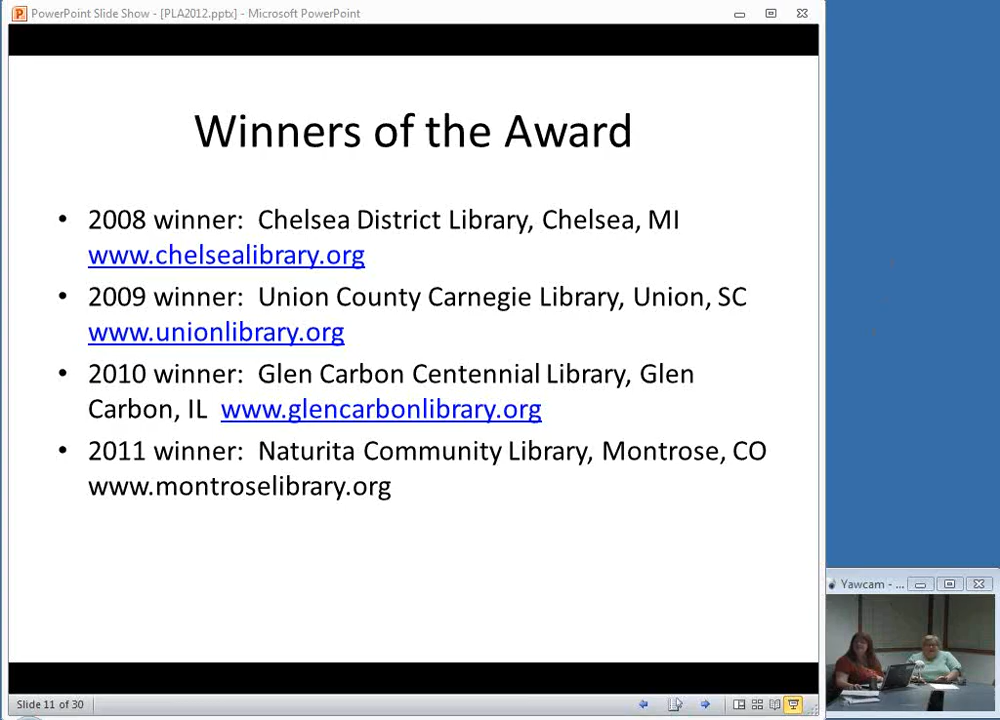 PowerPoint Slide Show - [PLA2012.pptx] - Microsoft PowerPoint
Winners of the Award
• 2008 winner: Chelsea District Library, Chelsea, MI
www.chelsealibrary.org
• 2009 winner: Union County Carnegie Library, Union, SC
www.unionlibrary.org
• 2010 winner: Glen Carbon Centennial Library, Glen
Carbon, IL www.glencarbonlibrary.org
• 2011 winner: Naturita Community Library, Montrose, CO
www.montroselibrary.org
Yawcam - ...
Slide 11 of 30